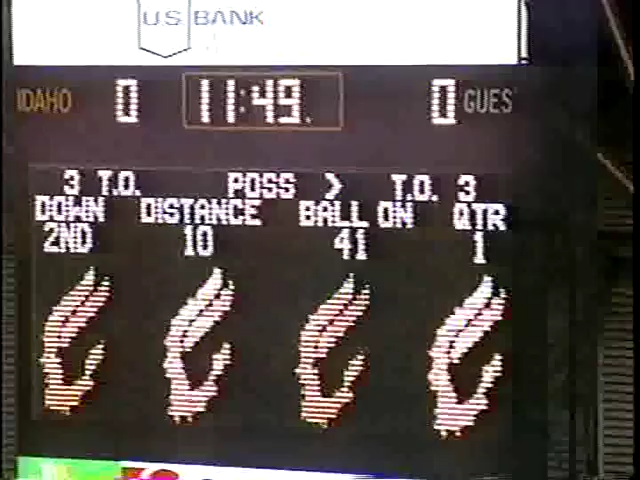 U.S BANK
IDAHO 0 11:49. 0 GUES
3 T.O. POSS > T.O. 3
DOWN DISTANCE BALL ON QTR
2ND 10 41 1